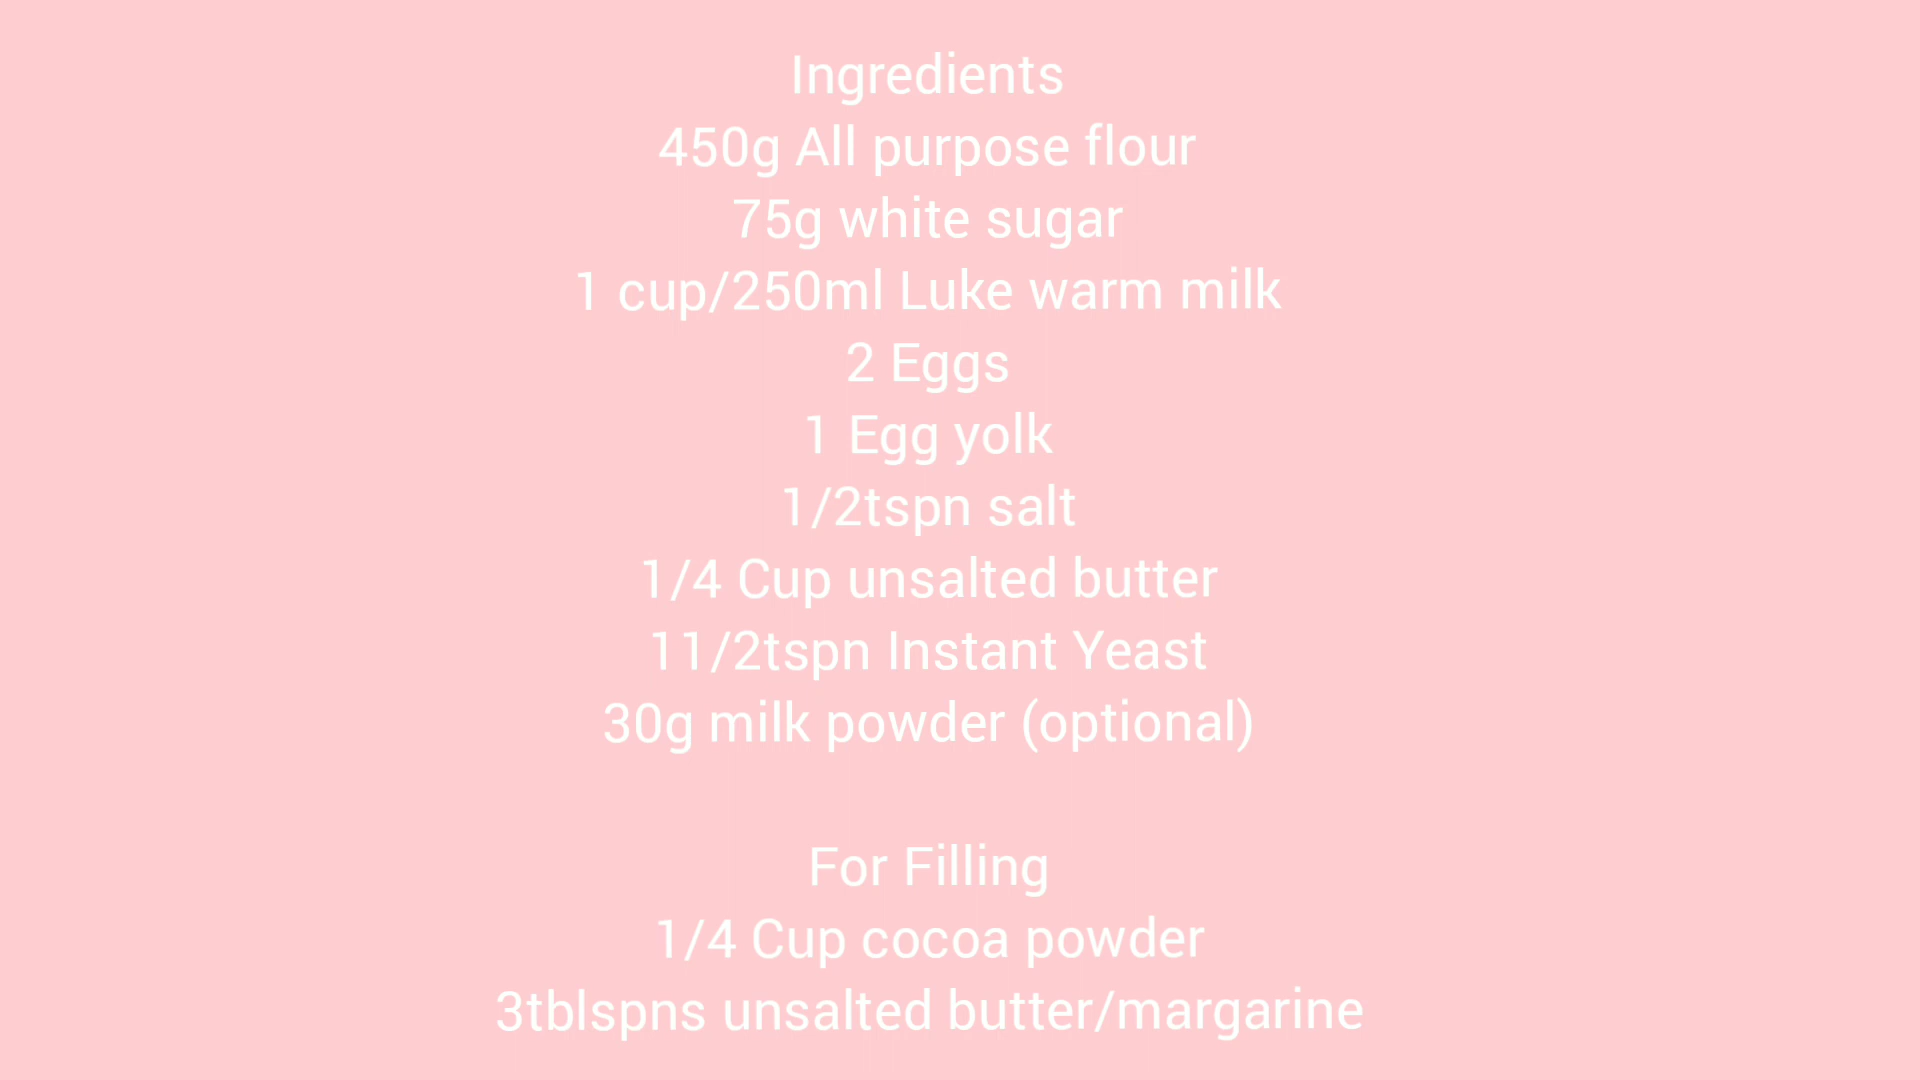 Ingredients
450g All purpose flour
75g white sugar
1 cup/250ml Luke warm milk
2 Eggs
1 Egg yolk
1/2tspn salt
1/4 Cup unsalted butter
11/2tspn Instant Yeast
30g milk powder (optional)
For Filling
1/4 Cup cocoa powder
3tblspns unsalted butter/margarine